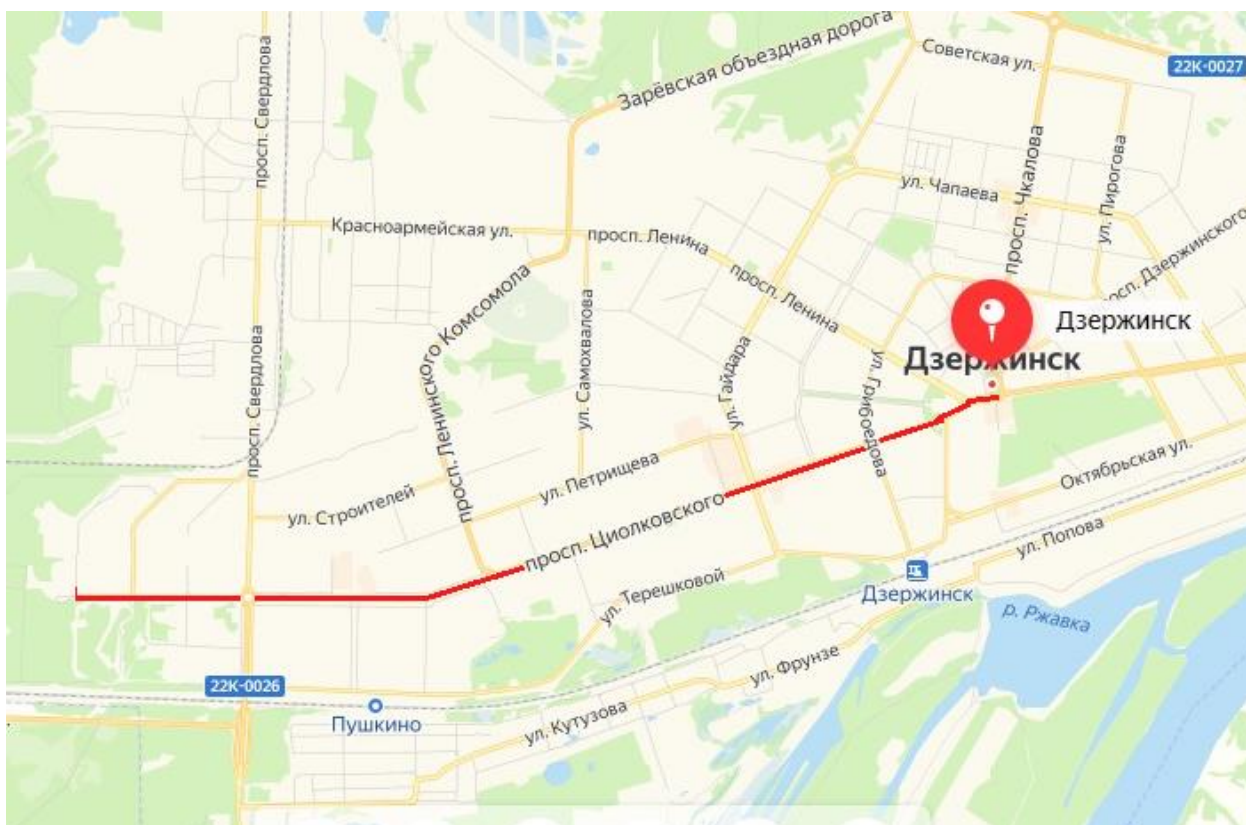 Зарёвская объездная дорога
Советская ул.
22К-0027
просп. Свердлова
просп. Чкалова
ул. Пирогова
ул. Чапаева
Красноармейская ул.
просп. Ленина
просп. Ленина
просп. Дзержинского
просп. Ленинского Комсомола
ул. Самохвалова
ул. Гайдара
ул. Грибоедова
Дзержинск
Дзержинск
просп. Свердлова
просп. Ленинского Комсомола
ул. Строителей
ул. Петрищева
просп. Циолковского
Октябрьская ул.
ул. Попова
ул. Терешковой
Дзержинск
р. Ржавка
22К-0026
Пушкино
ул. Кутузова
ул. Фрунзе